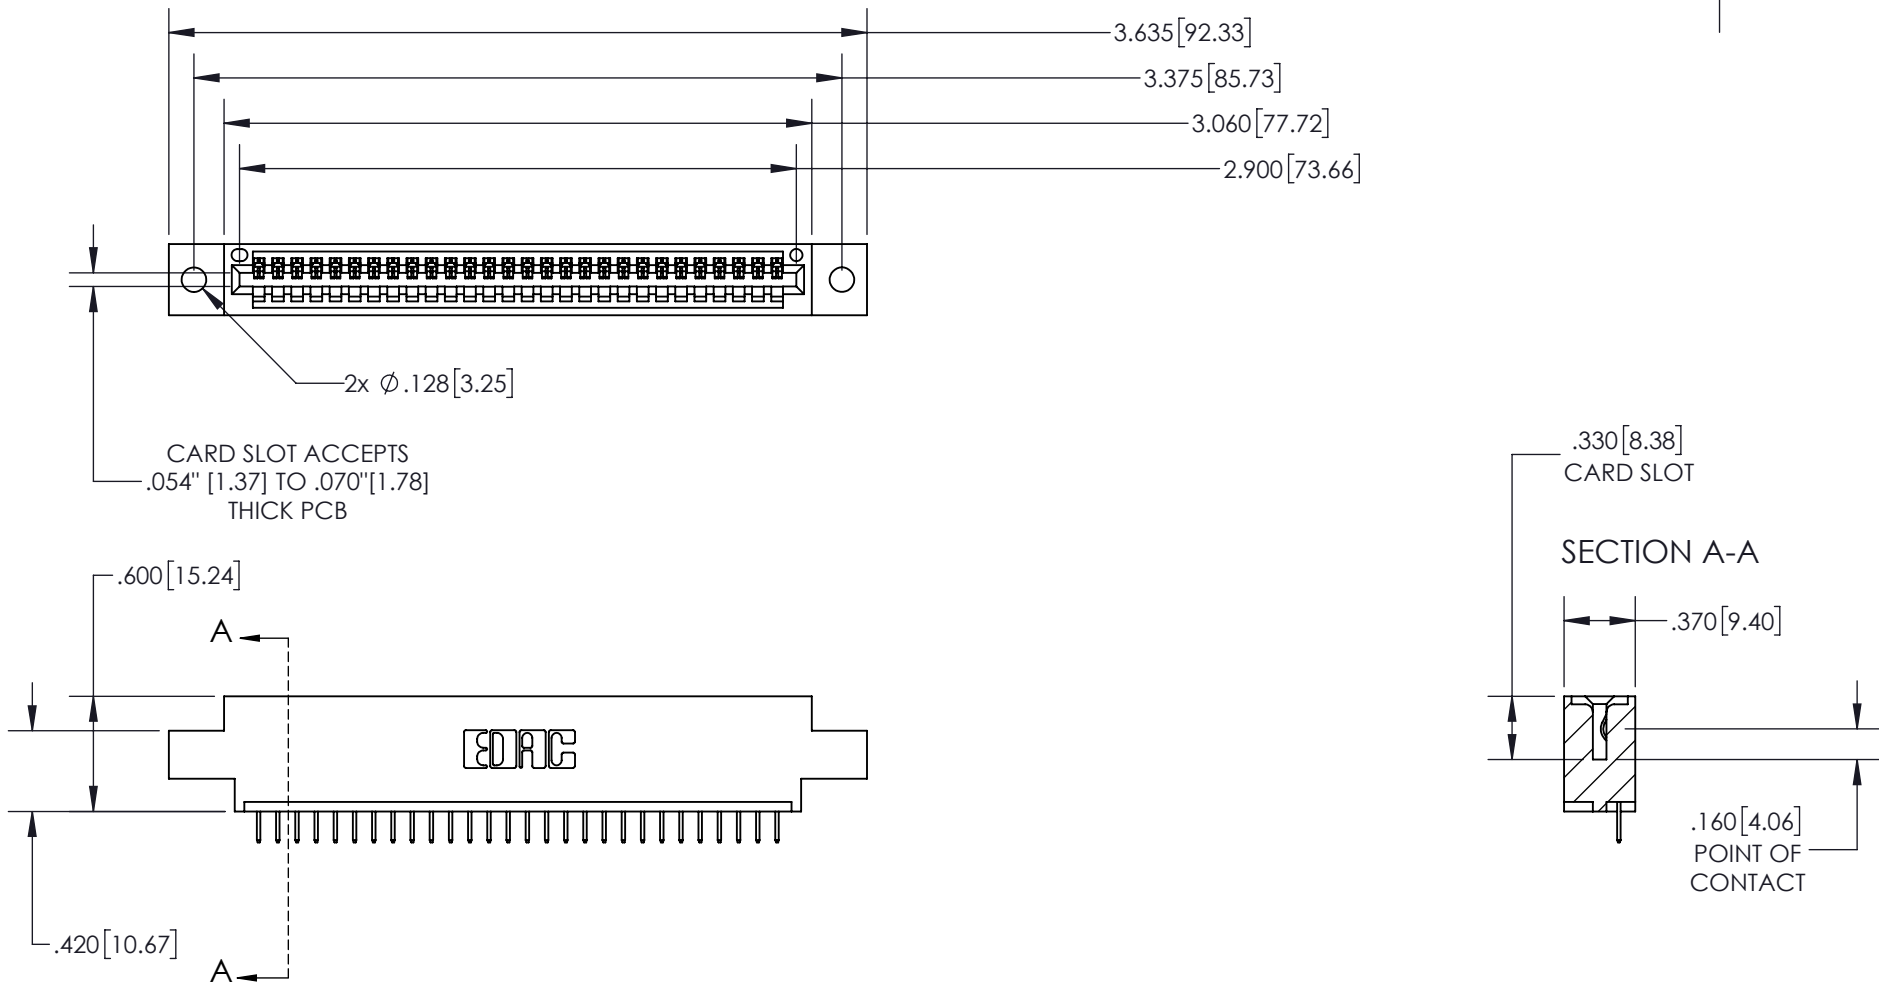 3.635[92.33]
3.375[85.73]
3.060[77.72]
2.900[73.66]
2x ⌀.128[3.25]
CARD SLOT ACCEPTS
.054" [1.37] TO .070"[1.78]
THICK PCB
.330[8.38]
CARD SLOT
SECTION A-A
.600[15.24]
.370[9.40]
A
EDAC
.160[4.06]
POINT OF
CONTACT
.420[10.67]
A